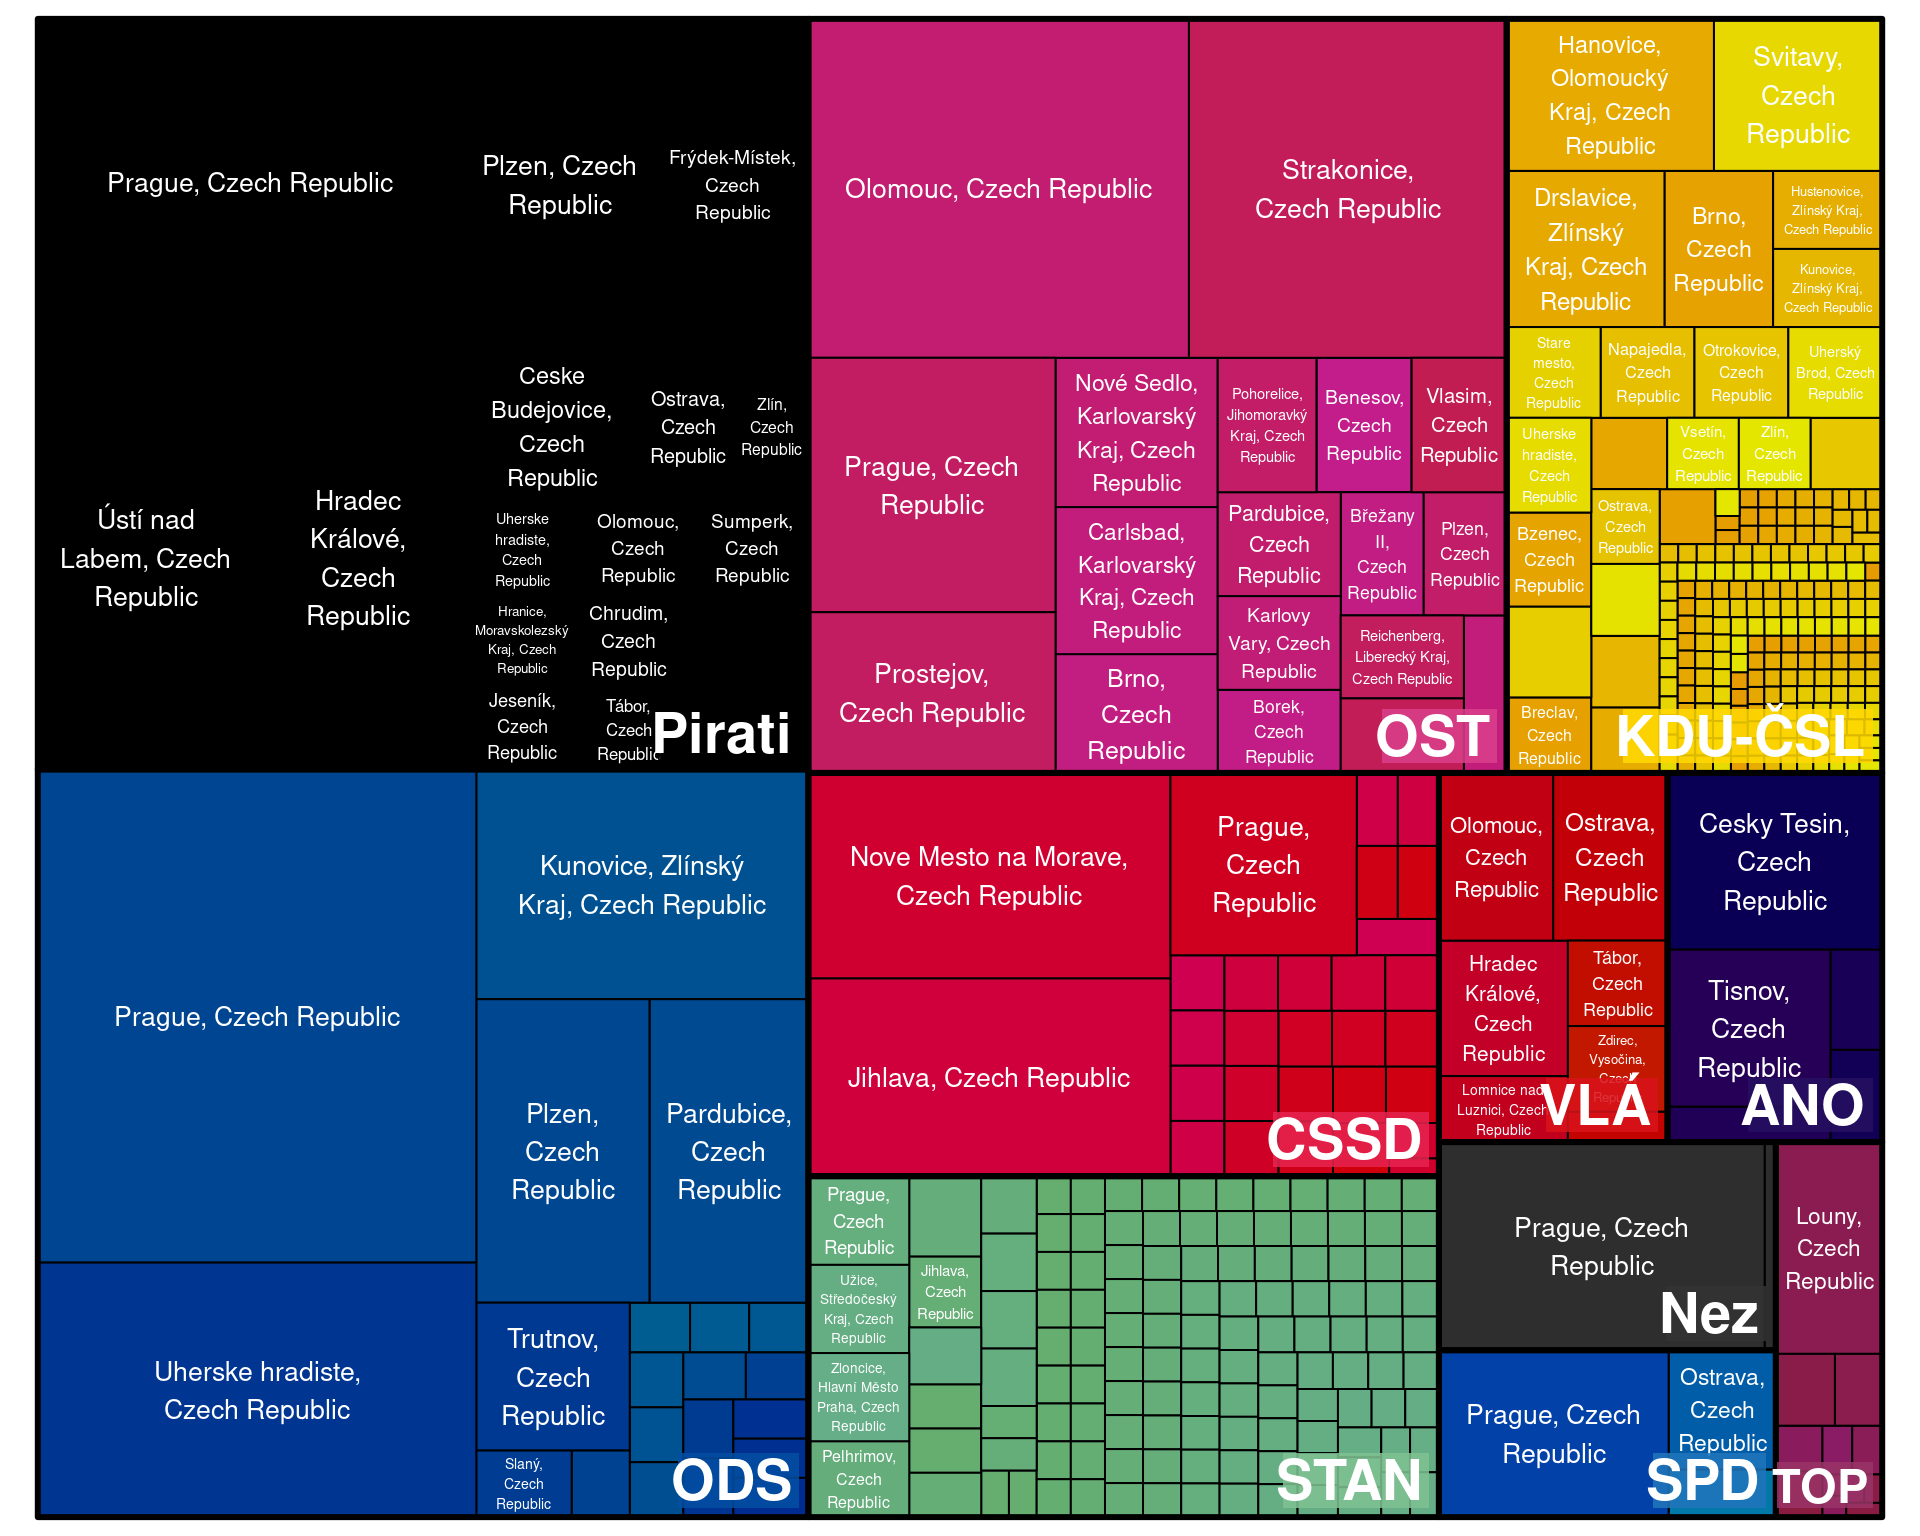 Prague, Czech Republic
Plzen, Czech
Republic
Frýdek-Místek,
Czech
Republic
Ústí nad
Labem, Czech
Republic
Hradec
Králové,
Czech
Republic
Ceske
Budejovice,
Czech
Republic
Ostrava,
Czech
Republic
Zlín,
Czech
Republic
Uherske
hradiste,
Czech
Republic
Olomouc,
Czech
Republic
Sumperk,
Czech
Republic
Hranice,
Moravskolezský
Kraj, Czech
Republic
Chrudim,
Czech
Republic
Jeseník,
Czech
Republic
Tábor,
Czech
Republic
Pirati
Olomouc, Czech Republic
Strakonice,
Czech Republic
Prague, Czech
Republic
Prostejov,
Czech Republic
Nové Sedlo,
Karlovarský
Kraj, Czech
Republic
Carlsbad,
Karlovarský
Kraj, Czech
Republic
Brno,
Czech
Republic
Pohorelice,
Jihomoravký
Kraj, Czech
Republic
Benesov,
Czech
Republic
Vlasim,
Czech
Republic
Pardubice,
Czech
Republic
Břežany
II,
Czech
Republic
Plzen,
Czech
Republic
Karlovy
Vary, Czech
Republic
Reichenberg,
Liberecký Kraj,
Czech Republic
Borek,
Czech
Republic
OST
Hanovice,
Olomoucký
Kraj, Czech
Republic
Svitavy,
Czech
Republic
Drslavice,
Zlínský
Kraj, Czech
Republic
Brno,
Czech
Republic
Hustenovice,
Zlínský Kraj,
Czech Republic
Kunovice,
Zlínský Kraj,
Czech Republic
Stare
mesto,
Czech
Republic
Napajedla,
Czech
Republic
Otrokovice,
Czech
Republic
Uherský
Brod, Czech
Republic
Uherske
hradiste,
Czech
Republic
Vsetín,
Czech
Republic
Zlín,
Czech
Republic
Ostrava,
Czech
Republic
Bzenec,
Czech
Republic
Breclav,
Czech
Republic
KDU-ČSL
Prague, Czech Republic
Kunovice, Zlínský
Kraj, Czech Republic
Plzen,
Czech
Republic
Pardubice,
Czech
Republic
Uherske hradiste,
Czech Republic
Trutnov,
Czech
Republic
Slaný,
Czech
Republic
ODS
Nove Mesto na Morave,
Czech Republic
Prague,
Czech
Republic
Jihlava, Czech Republic
CSSD
Olomouc,
Czech
Republic
Ostrava,
Czech
Republic
Hradec
Králové,
Czech
Republic
Tábor,
Czech
Republic
Zdirec,
Vysočina,
Czech
Republic
Lomnice nad
Luznici, Czech
Republic
VLÁ
Cesky Tesin,
Czech
Republic
Tisnov,
Czech
Republic
ANO
Prague,
Czech
Republic
Užice,
Středočeský
Kraj, Czech
Republic
Jihlava,
Czech
Republic
Zloncice,
Hlavní Město
Praha, Czech
Republic
Pelhrimov,
Czech
Republic
STAN
Prague, Czech
Republic
Nez
Prague, Czech
Republic
Ostrava,
Czech
Republic
SPD
Louny,
Czech
Republic
TOP